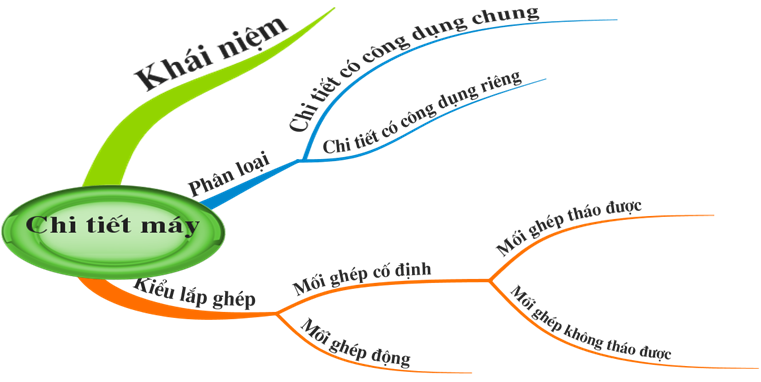 Khái niệm
Chi tiết có công dụng chung
Chi tiết có công dụng riêng
Phân loại
Chi tiết máy
Kiểu lắp ghép
Mối ghép cố định
Mối ghép tháo được
Mối ghép không tháo được
Mối ghép động